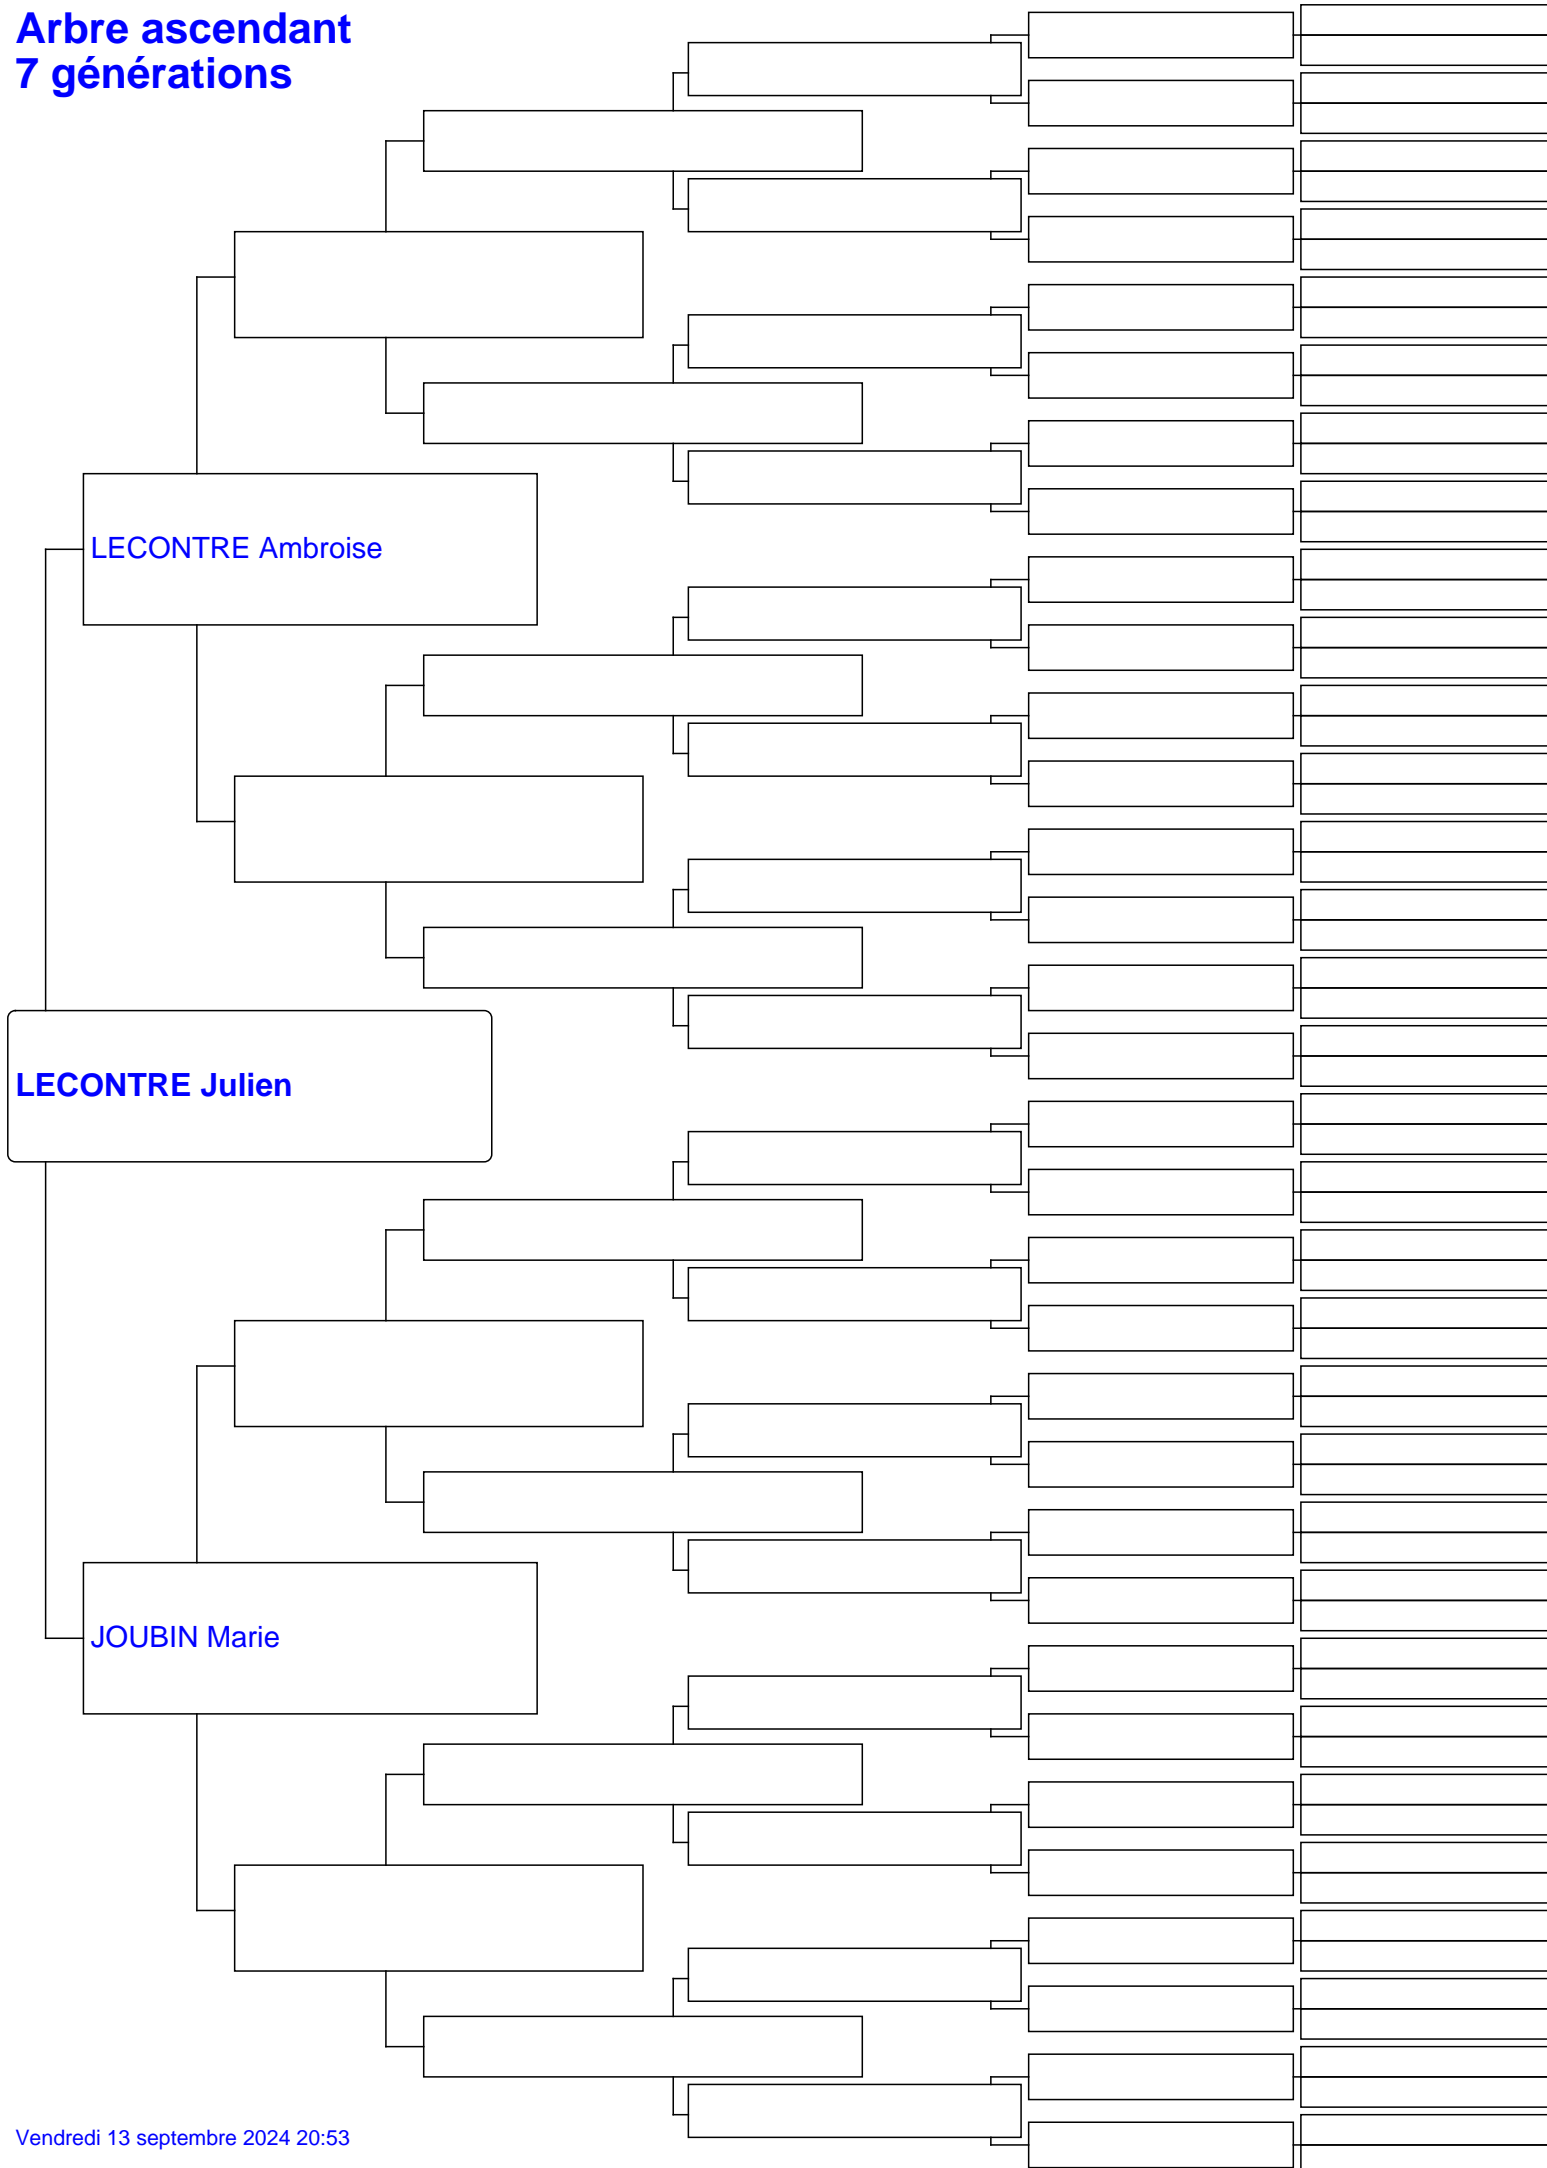 Arbre ascendant
7 générations
LECONTRE Ambroise
LECONTRE Julien
JOUBIN Marie
Vendredi 13 septembre 2024 20:53